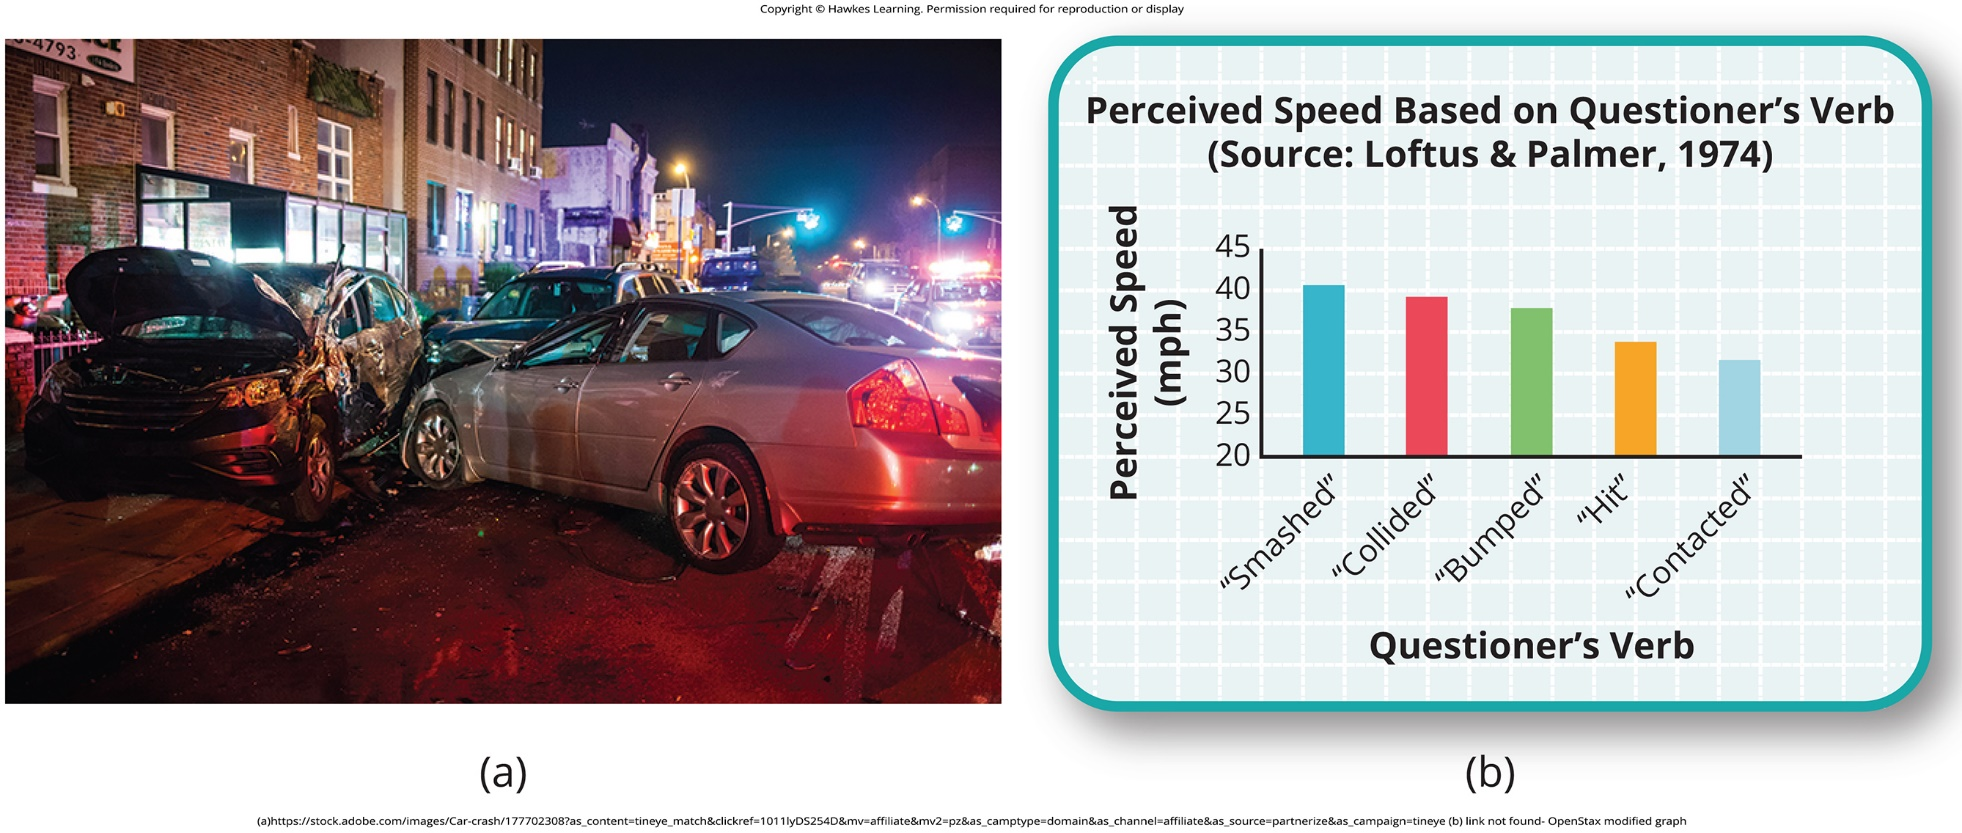 Copyright © Hawkes Learning. Permission required for reproduction or display
-4793
CE
Perceived Speed Based on Questioner’s Verb
(Source: Loftus & Palmer, 1974)
Perceived Speed
(mph)
45
40
35
30
25
20
“Smashed”
“Collided”
“Bumped”
“Hit”
“Contacted”
Questioner’s Verb
(a)
(b)
(a)https://stock.adobe.com/images/Car-crash/177702308?as_content=tineye_match&clickref=1011lyDS254D&mv=affiliate&mv2=pz&as_camptype=domain&as_channel=affiliate&as_source=partnerize&as_campaign=tineye (b) link not found- OpenStax modified graph